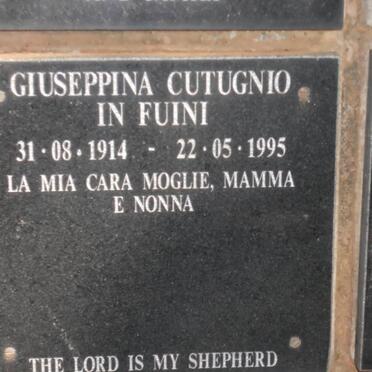 GIUSEPPINA CUTUGNIO
IN FUINI
31·08·1914 - 22·05·1995
LA MIA CARA MOGLIE, MAMMA
E NONNA
THE LORD IS MY SHEPHERD